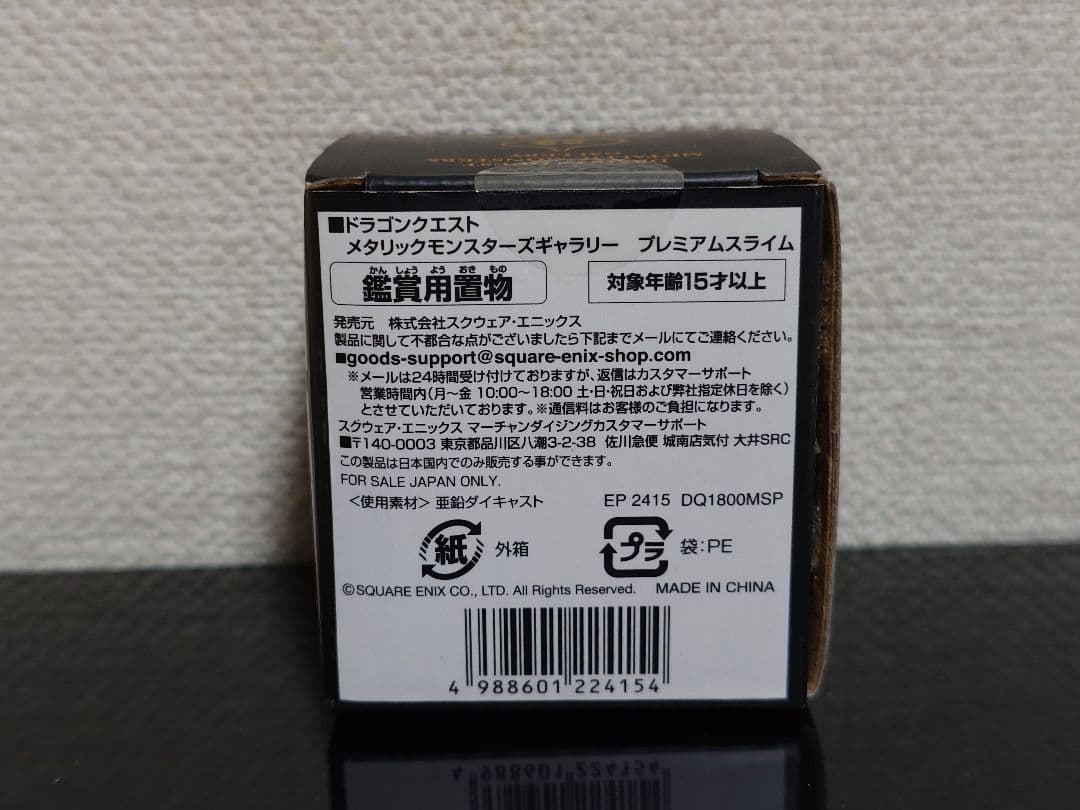 ■ドラゴンクエスト
メタリックモンスターズギャラリー プレミアムスライム
かん しょう よう おき もの
鑑賞用置物
対象年齢15才以上
発売元 株式会社スクウェア・エニックス
製品に関して不都合な点がございましたら下記までメールにてご連絡ください。
■goods-support@square-enix-shop.com
※メールは24時間受け付けておりますが、返信はカスタマーサポート
営業時間内(月～金 10:00～18:00 土・日・祝日および弊社指定休日を除く)
とさせていただいております。※通信料はお客様のご負担になります。
スクウェア・エニックス マーチャンダイジングカスタマーサポート
■〒140-0003 東京都品川区八潮3-2-38 佐川急便 城南店気付 大井SRC
この製品は日本国内でのみ販売する事ができます。
FOR SALE JAPAN ONLY.
＜使用素材＞亜鉛ダイキャスト EP 2415 DQ1800MSP
紙 外箱 プラ 袋:PE
©SQUARE ENIX CO., LTD. All Rights Reserved. MADE IN CHINA
4 988601 224154